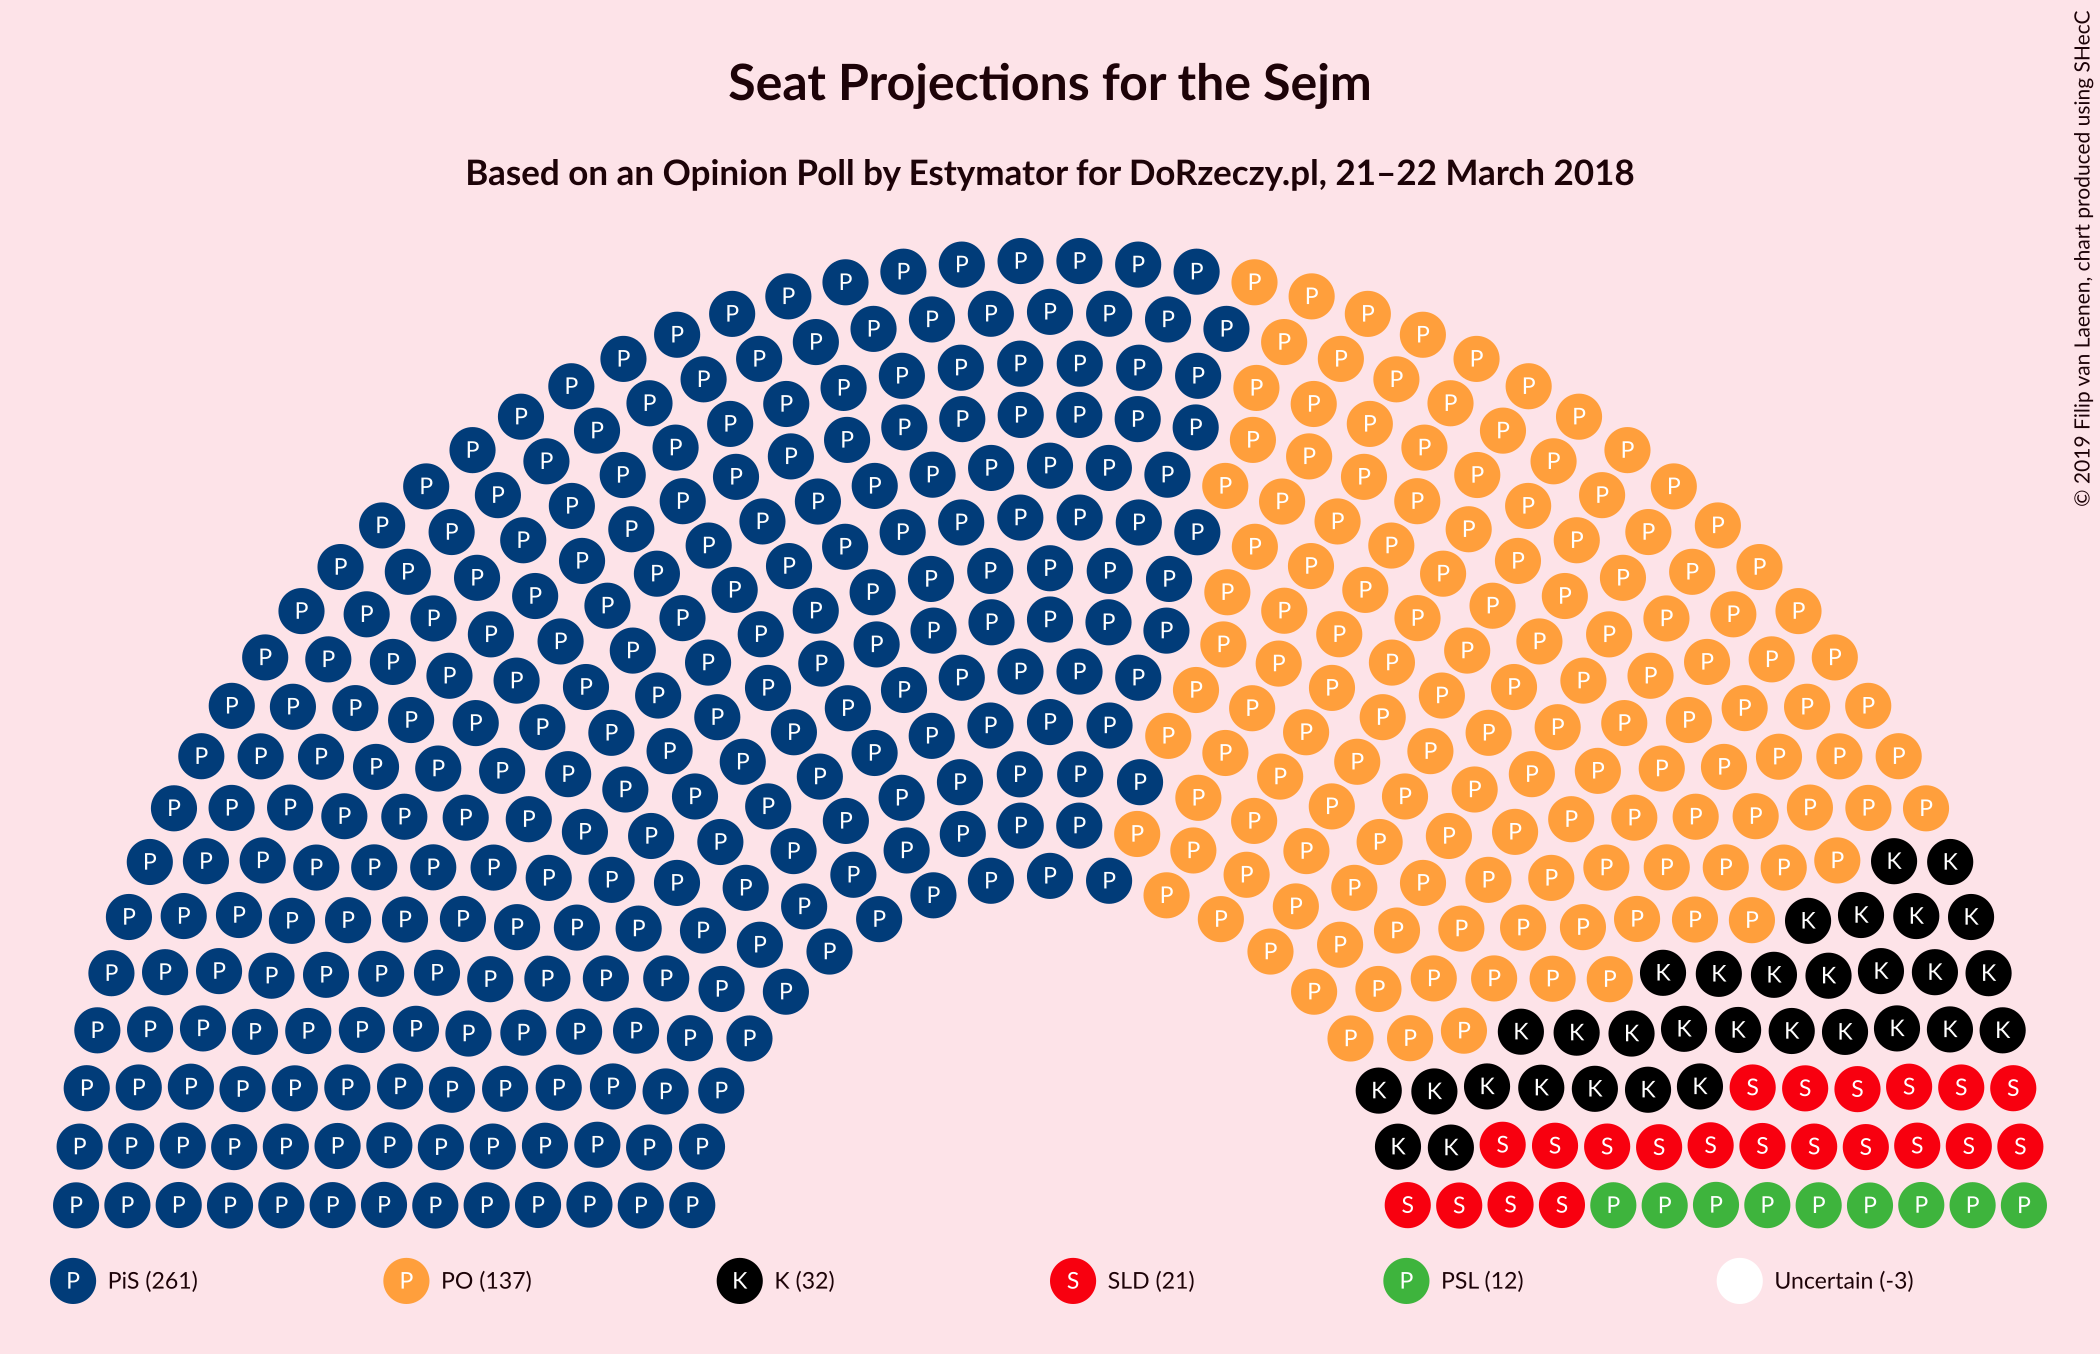 Seat Projections for the Sejm
Based on an Opinion Poll by Estymator for DoRzeczy.pl, 21–22 March 2018
© 2019 Filip van Laenen, chart produced using SHecC
P PiS (261) P PO (137) K K (32) S SLD (21) P PSL (12) Uncertain (-3)